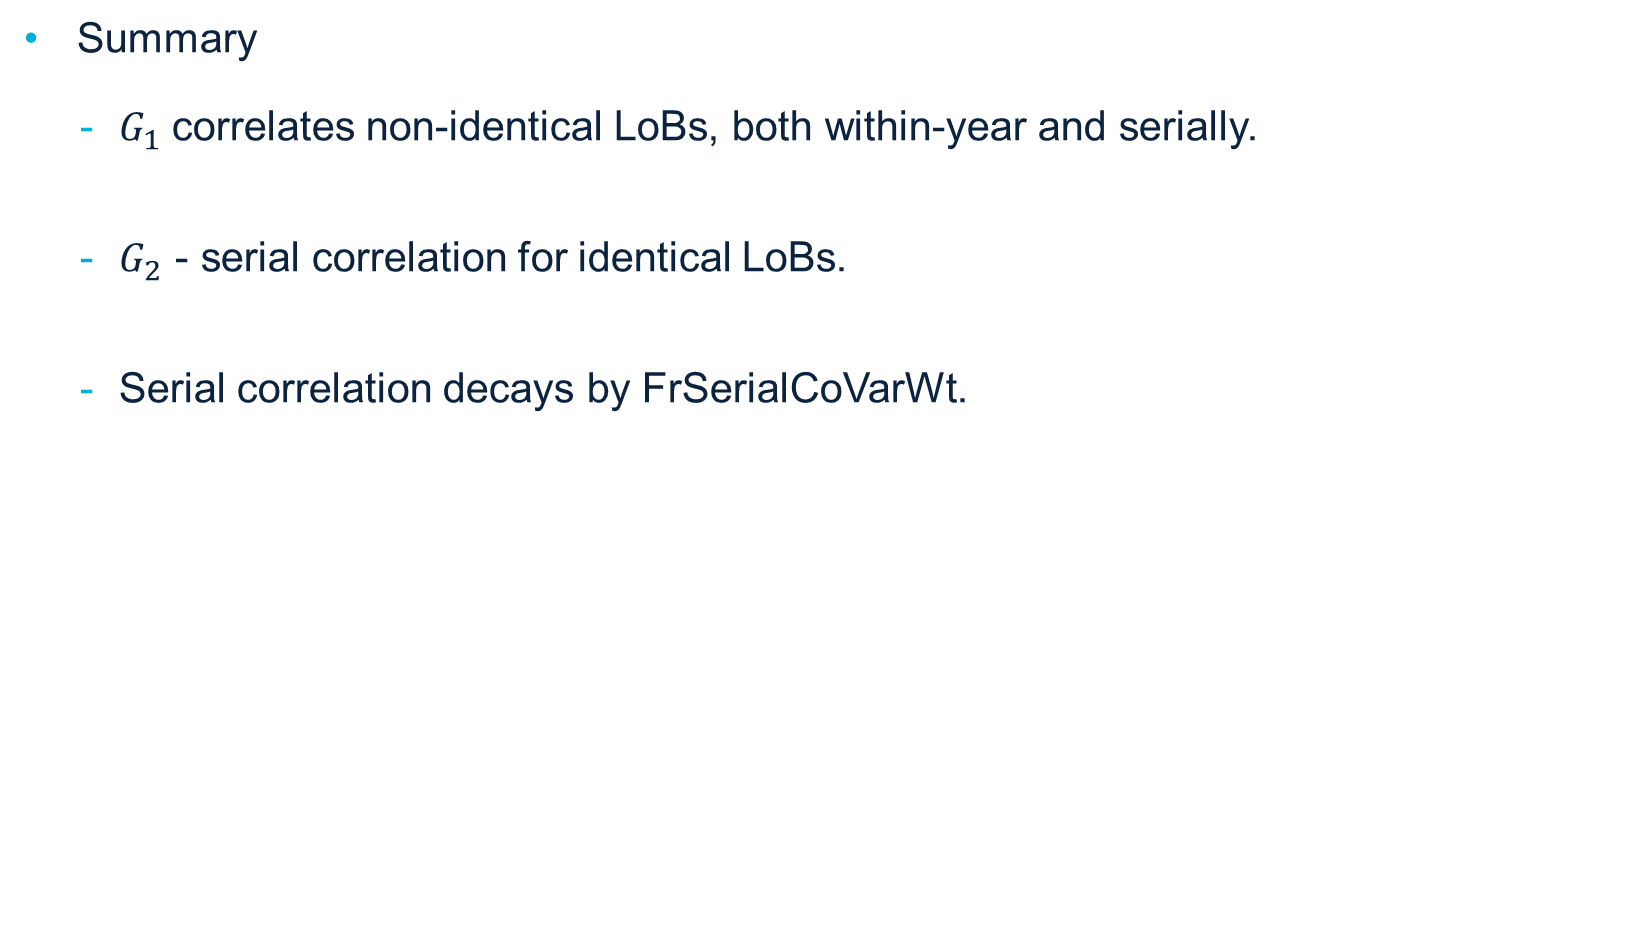 • Summary
- G₁ correlates non-identical LoBs, both within-year and serially.
- G₂ - serial correlation for identical LoBs.
- Serial correlation decays by FrSerialCoVarWt.